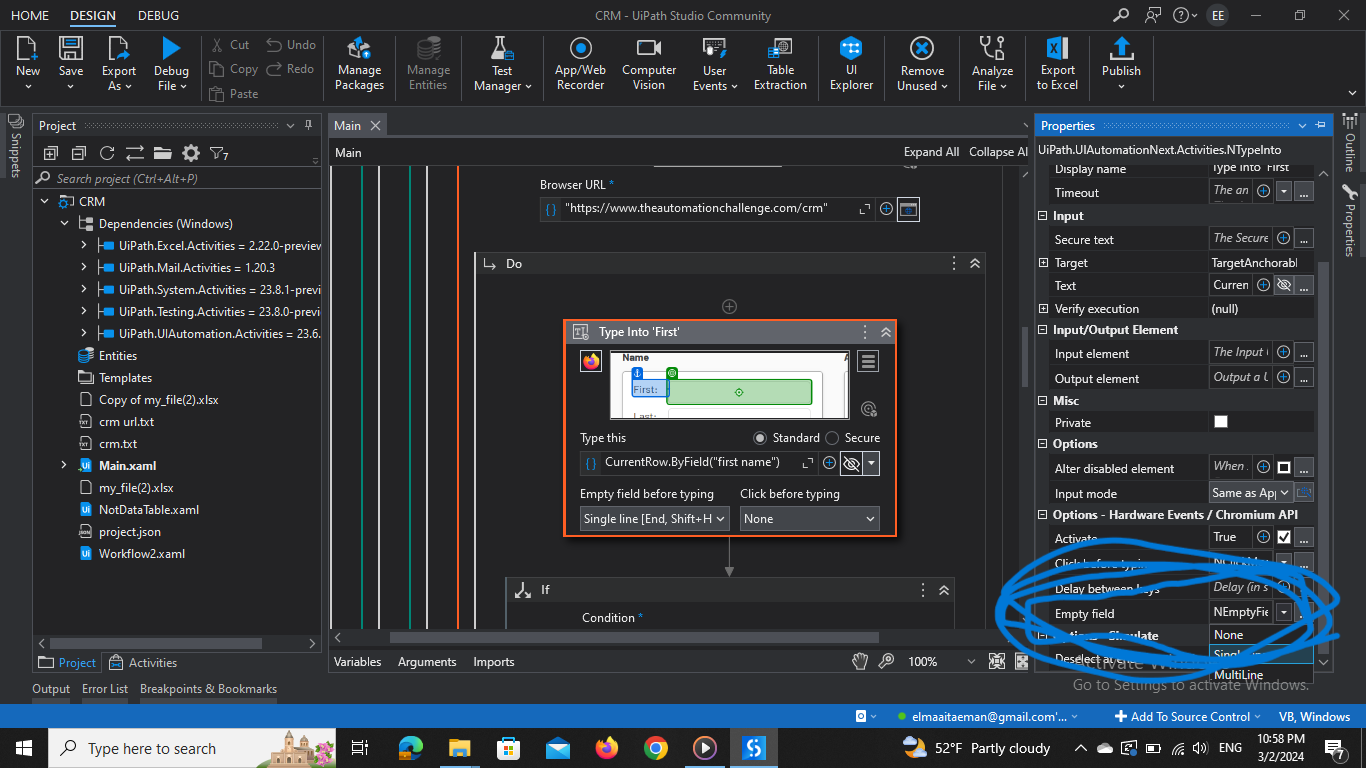 HOME DESIGN DEBUG
CRM - UiPath Studio Community
EE
New
Save
Export As
Debug File
Cut
Copy
Paste
Undo
Redo
Manage Packages
Manage Entities
Test Manager
App/Web Recorder
Computer Vision
User Events
Table Extraction
UI Explorer
Remove Unused
Analyze File
Export to Excel
Publish
Snippets
Project
7
Search project (Ctrl+Alt+P)
CRM
Dependencies (Windows)
UiPath.Excel.Activities = 2.22.0-preview
UiPath.Mail.Activities = 1.20.3
UiPath.System.Activities = 23.8.1-previ
UiPath.Testing.Activities = 23.8.0-previ
UiPath.UIAutomation.Activities = 23.6.
Entities
Templates
Copy of my_file(2).xlsx
crm url.txt
crm.txt
Main.xaml
my_file(2).xlsx
NotDataTable.xaml
project.json
Workflow2.xaml
Project Activities
Output Error List Breakpoints & Bookmarks
Main
Main
Expand All Collapse Al
Browser URL *
"https://www.theautomationchallenge.com/crm"
Do
Type Into 'First'
Name
First:
Last:
Type this
Standard Secure
CurrentRow.ByField("first name")
Empty field before typing Click before typing
Single line [End, Shift+H None
If
Condition *
Variables Arguments Imports
100%
Properties
UiPath.UIAutomationNext.Activities.NTypeInto
Display name Type Into 'First'
Timeout The an
Input
Secure text The Secure
Target TargetAnchorabl
Text Curren
Verify execution (null)
Input/Output Element
Input element The Input
Output element Output a U
Misc
Private
Options
Alter disabled element When
Input mode Same as App
Options - Hardware Events / Chromium API
Activate True
Click before typing
Delay between keys Delay (in s
Empty field NEmptyFie
Options - Simulate None
Deselect at
MultiLine
Activate Windows
Go to Settings to activate Windows.
Outline
Properties
elmaaitaeman@gmail.com'...
Add To Source Control
VB, Windows
Type here to search
52°F Partly cloudy
ENG
10:58 PM
3/2/2024
7